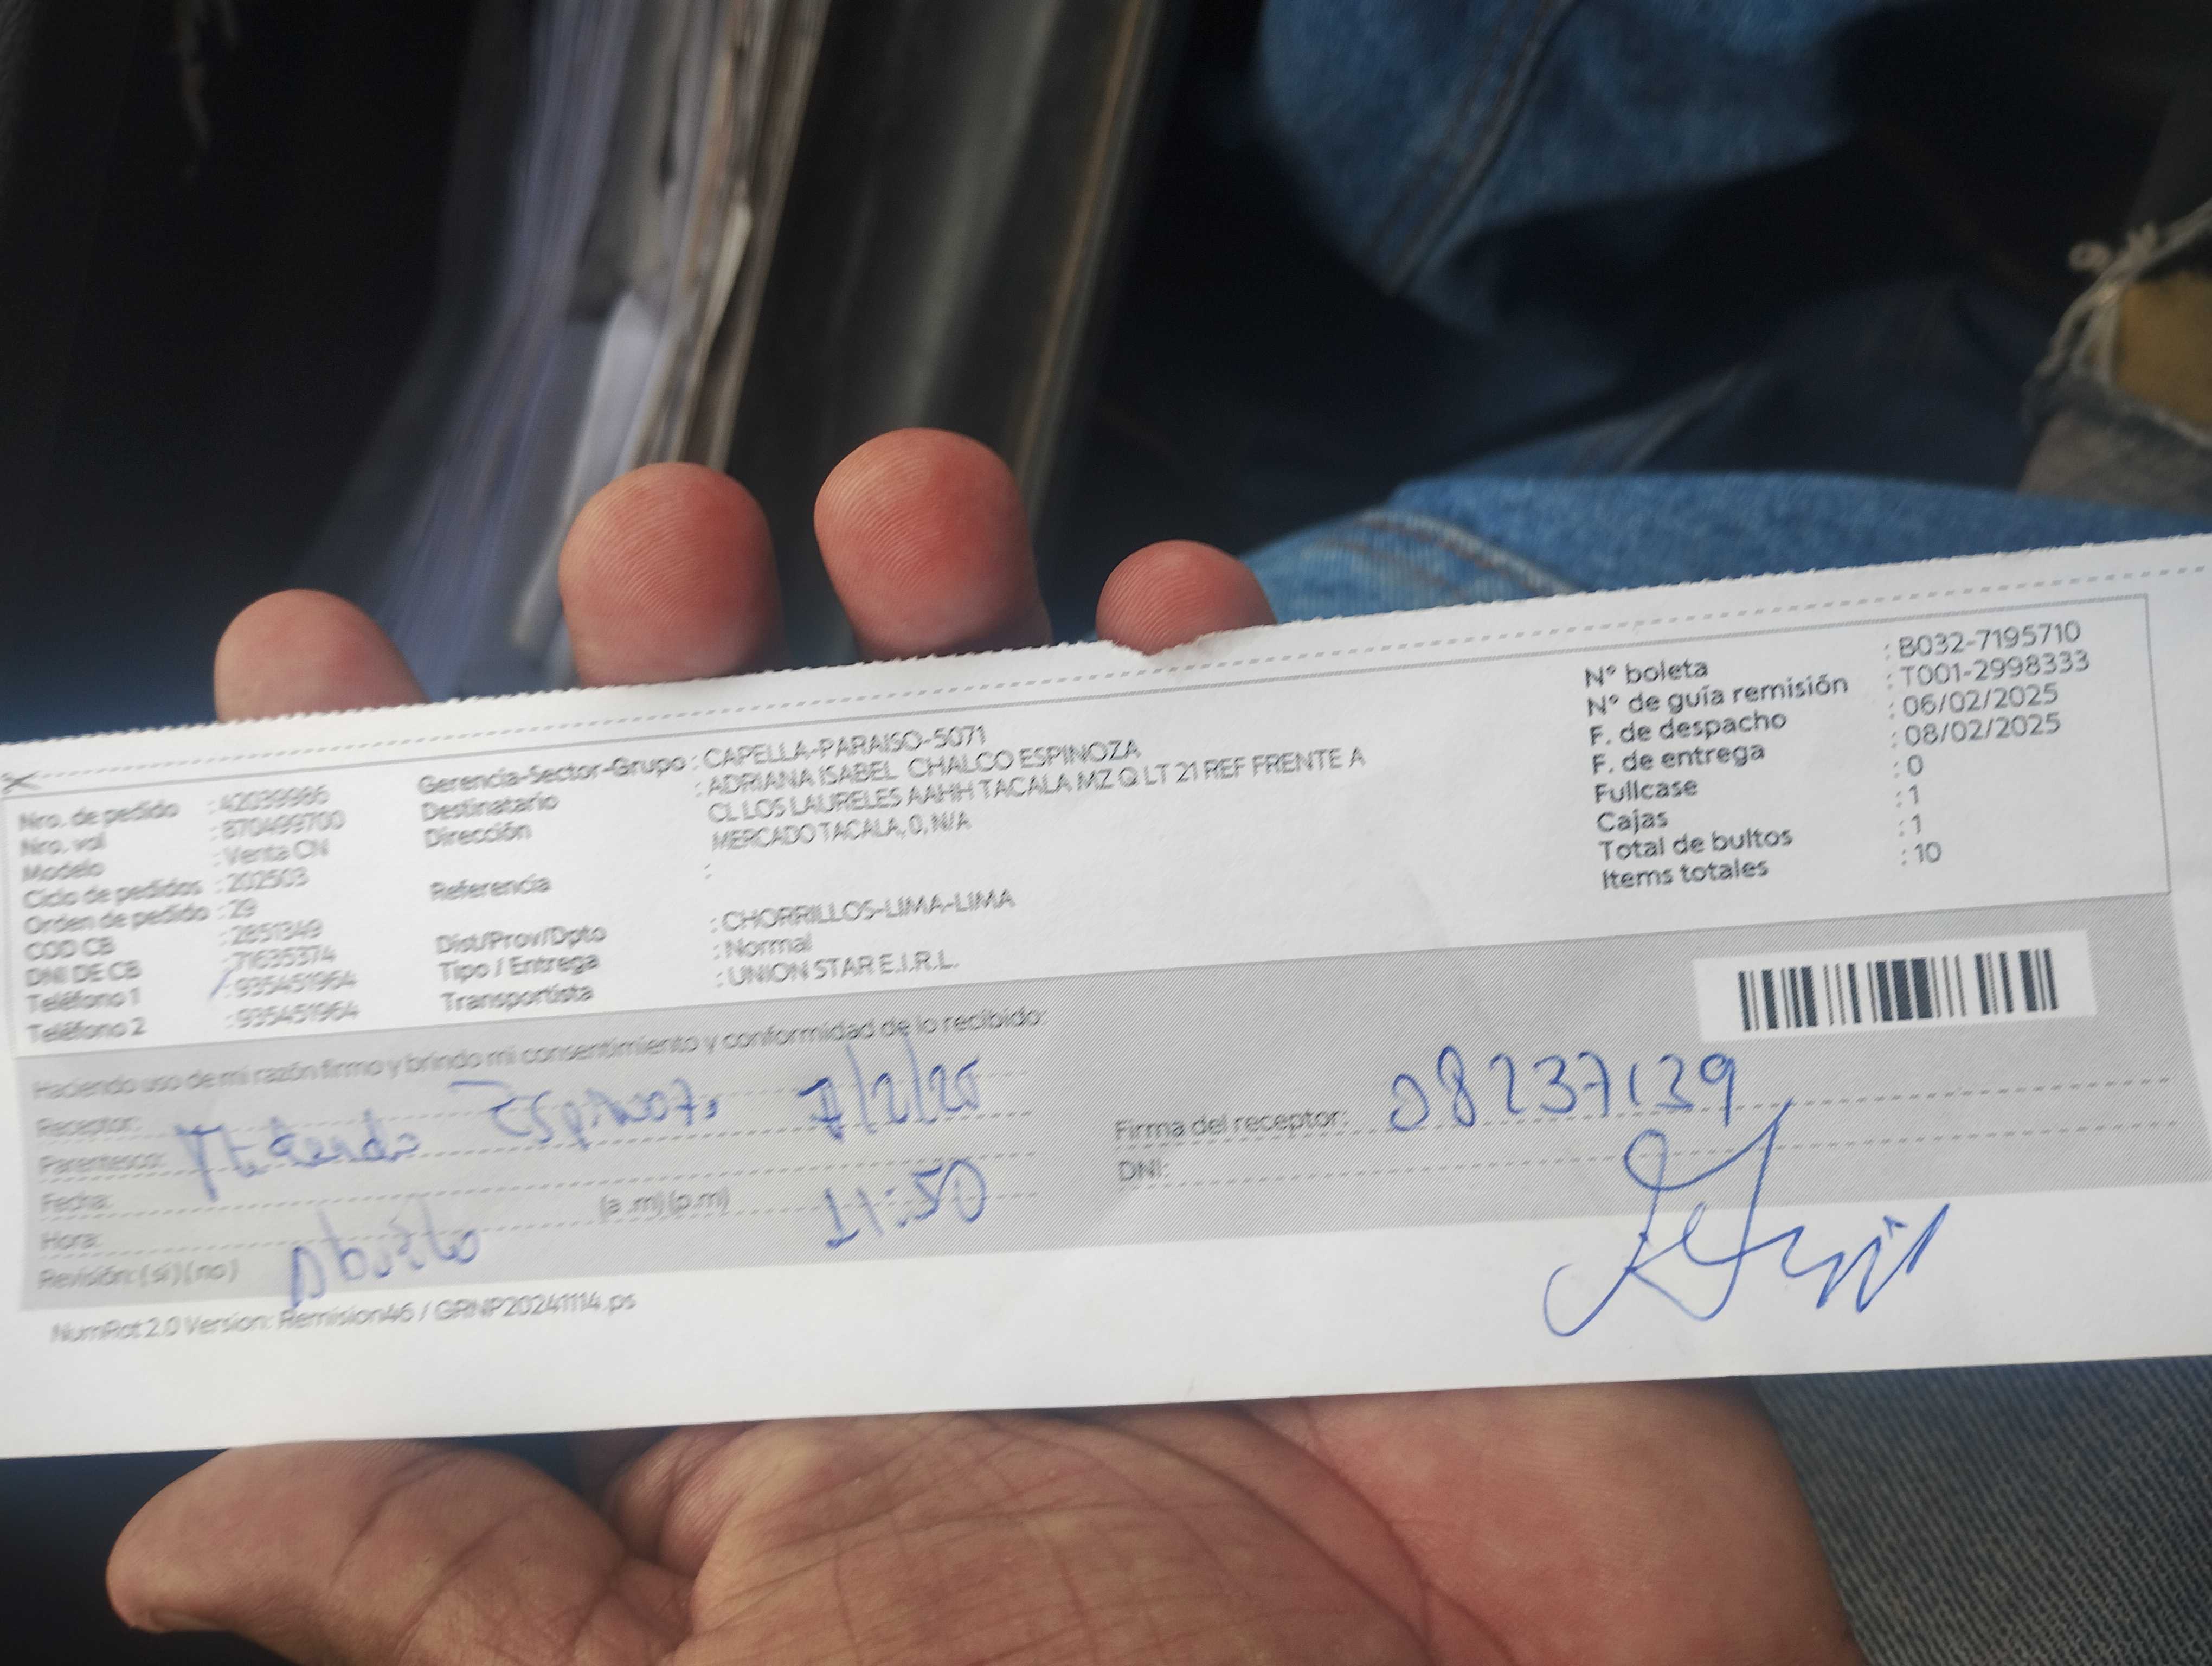 Nro. de pedido : 42039986
Nro. vol : 870499700
Modelo : Venta CN
Ciclo de pedidos : 202503
Orden de pedido : 29
COD CB : 2851349
DNI DE CB : 71635374
Teléfono 1 : 935451964
Teléfono 2 : 935451964
Gerencia-Sector-Grupo : CAPELLA-PARAISO-5071
Destinatario : ADRIANA ISABEL CHALCO ESPINOZA
Dirección CL LOS LAURELES AAHH TACALA MZ Q LT 21 REF FRENTE A
MERCADO TACALA, 0, N/A
Referencia :
Dist/Prov/Dpto : CHORRILLOS-LIMA-LIMA
Tipo / Entrega : Normal
Transportista : UNION STAR E.I.R.L.
N° boleta : B032-7195710
N° de guía remisión : T001-2998333
F. de despacho : 06/02/2025
F. de entrega : 08/02/2025
Fullcase : 0
Cajas : 1
Total de bultos : 1
Items totales : 10
Haciendo uso de mi razón firmo y brindo mi consentimiento y conformidad de lo recibido:
Receptor:
Espinoza 7/2/25
Parentesco:
Fecha:
Hora: (a .m) (p.m) 11:50
Revisión: (si) (no) Abuelo
Firma del receptor: 08237139
DNI:
NumRot 2.0 Version: Remision46 / GRNP20241114.ps